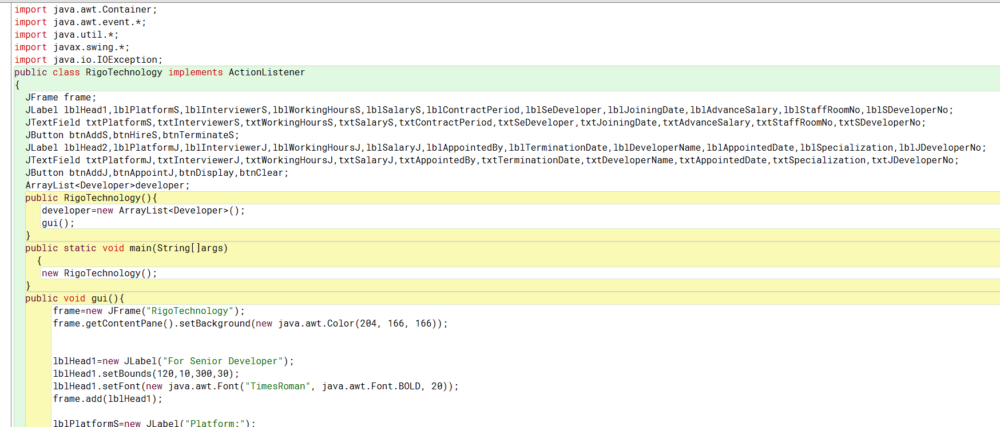 import java.awt.Container;
import java.awt.event.*;
import java.util.*;
import javax.swing.*;
import java.io.IOException;
public class RigoTechnology implements ActionListener
{
JFrame frame;
JLabel lblHead1,lblPlatformS,lblInterviewerS,lblWorkingHoursS,lblSalaryS,lblContractPeriod,lblSeDeveloper,lblJoiningDate,lblAdvanceSalary,lblStaffRoomNo,lblSDeveloperNo;
JTextField txtPlatformS,txtInterviewerS,txtWorkingHoursS,txtSalaryS,txtContractPeriod,txtSeDeveloper,txtJoiningDate,txtAdvanceSalary,txtStaffRoomNo,txtSDeveloperNo;
JButton btnAddS,btnHireS,btnTerminateS;
JLabel lblHead2,lblPlatformJ,lblInterviewerJ,lblWorkingHoursJ,lblSalaryJ,lblAppointedBy,lblTerminationDate,lblDeveloperName,lblAppointedDate,lblSpecialization,lblJDeveloperNo;
JTextField txtPlatformJ,txtInterviewerJ,txtWorkingHoursJ,txtSalaryJ,txtAppointedBy,txtTerminationDate,txtDeveloperName,txtAppointedDate,txtSpecialization,txtJDeveloperNo;
JButton btnAddJ,btnAppointJ,btnDisplay,btnClear;
ArrayList<Developer>developer;
public RigoTechnology(){
developer=new ArrayList<Developer>();
gui();
}
public static void main(String[]args)
{
new RigoTechnology();
}
public void gui(){
frame=new JFrame("RigoTechnology");
frame.getContentPane().setBackground(new java.awt.Color(204, 166, 166));
lblHead1=new JLabel("For Senior Developer");
lblHead1.setBounds(120,10,300,30);
lblHead1.setFont(new java.awt.Font("TimesRoman", java.awt.Font.BOLD, 20));
frame.add(lblHead1);
lblPlatformS=new JLabel("Platform:");